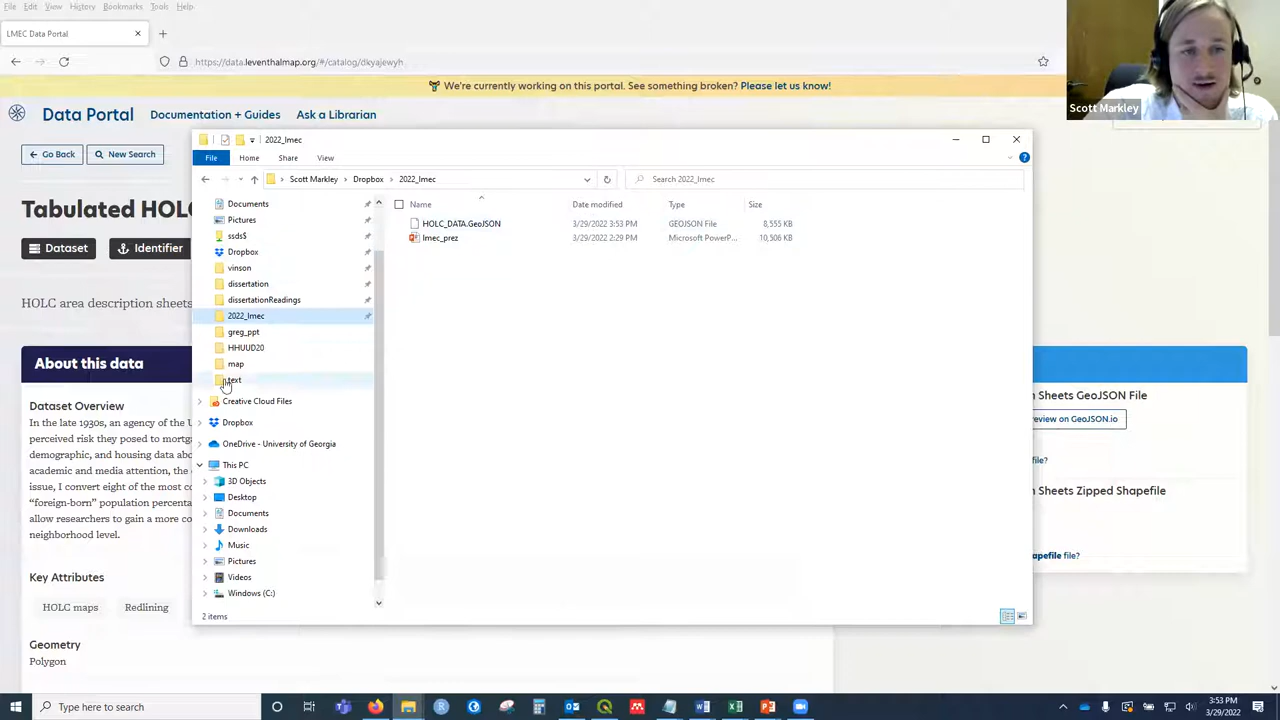 File Edit View History Bookmarks Tools Help
LMEC Data Portal
https://data.leventhalmap.org/#/catalog/dkyajewyh
We're currently working on this portal. See something broken? Please let us know!
Scott Markley
Data Portal Documentation + Guides Ask a Librarian
Go Back New Search
Tabulated HOL
Dataset Identifier
HOLC area description sheets
About this data
Dataset Overview
In the late 1930s, an agency of the U
perceived risk they posed to mortg
demographic, and housing data abo
academic and media attention, the
issue, I convert eight of the most co
"foreign-born" population percenta
allow researchers to gain a more co
neighborhood level.
Key Attributes
HOLC maps Redlining
Geometry
Polygon
2022_lmec
File Home Share View
Scott Markley Dropbox 2022_lmec
Search 2022_lmec
Name Date modified Type Size
HOLC_DATA.GeoJSON 3/29/2022 3:53 PM GEOJSON File 8,555 KB
lmec_prez 3/29/2022 2:29 PM Microsoft PowerP... 10,506 KB
Documents
Pictures
ssds$
Dropbox
vinson
dissertation
dissertationReadings
2022_lmec
greg_ppt
HHUUD20
map
text
Creative Cloud Files
Dropbox
OneDrive - University of Georgia
This PC
3D Objects
Desktop
Documents
Downloads
Music
Pictures
Videos
Windows (C:)
2 items
n Sheets GeoJSON File
review on GeoJSON.io
file?
n Sheets Zipped Shapefile
apefile file?
Type here to search
3:53 PM
3/29/2022